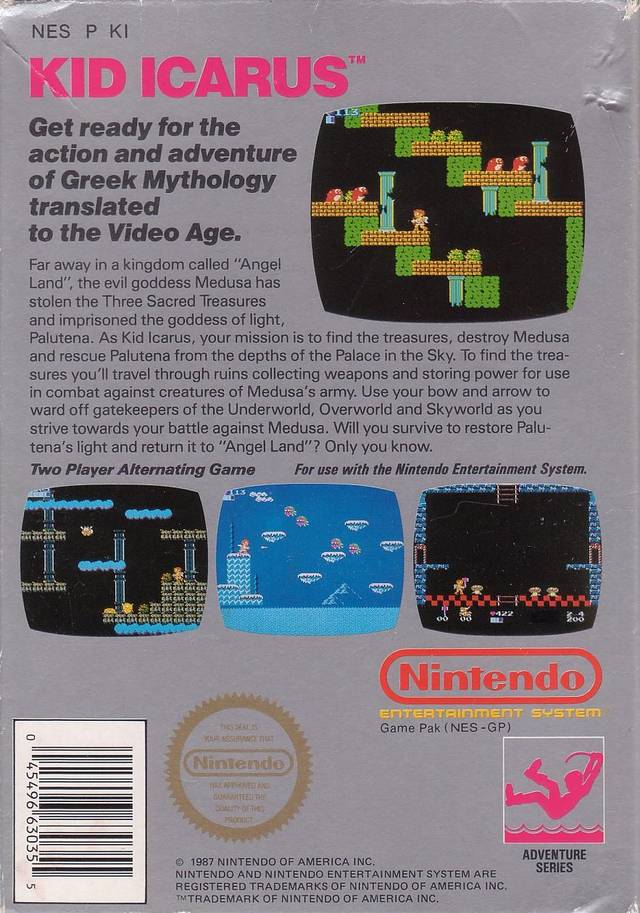 NES P KI
KID ICARUS™
Get ready for the
action and adventure
of Greek Mythology
translated
to the Video Age.
Far away in a kingdom called "Angel
Land", the evil goddess Medusa has
stolen the Three Sacred Treasures
and imprisoned the goddess of light,
Palutena. As Kid Icarus, your mission is to find the treasures, destroy Medusa
and rescue Palutena from the depths of the Palace in the Sky. To find the trea-
sures you'll travel through ruins collecting weapons and storing power for use
in combat against creatures of Medusa's army. Use your bow and arrow to
ward off gatekeepers of the Underworld, Overworld and Skyworld as you
strive towards your battle against Medusa. Will you survive to restore Palu-
tena's light and return it to "Angel Land"? Only you know.
Two Player Alternating Game
For use with the Nintendo Entertainment System.
113
113
♥422
2-4
00 00
200
Nintendo
ENTERTAINMENT SYSTEM
Game Pak (NES-GP)
THIS SEAL IS
YOUR ASSURANCE THAT
Nintendo
HAS APPROVED AND
GUARANTEED THE
QUALITY OF THIS
PRODUCT
0 45496 63035 5
ADVENTURE
SERIES
© 1987 NINTENDO OF AMERICA INC.
NINTENDO AND NINTENDO ENTERTAINMENT SYSTEM ARE
REGISTERED TRADEMARKS OF NINTENDO OF AMERICA INC.
™TRADEMARK OF NINTENDO OF AMERICA INC.